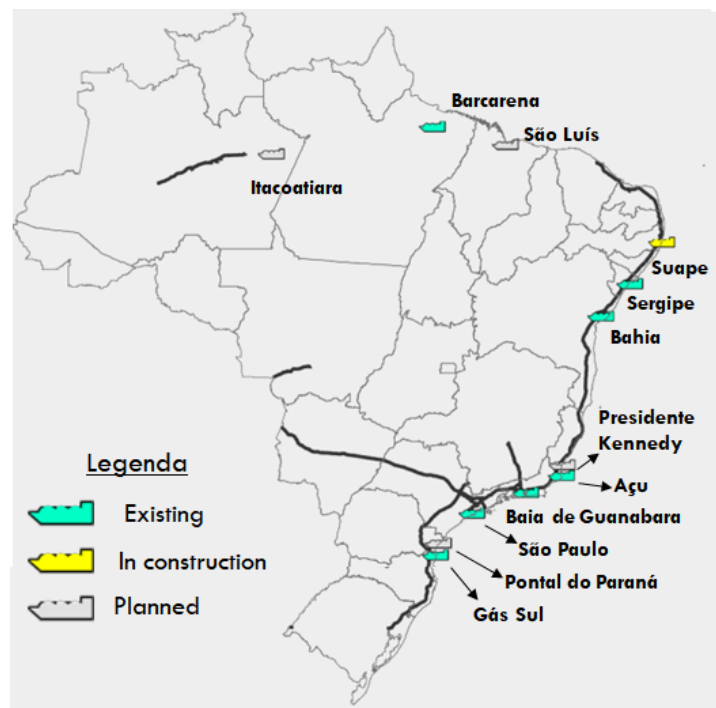 Barcarena
São Luís
Itacoatiara
Suape
Sergipe
Bahia
Presidente
Kennedy
Açu
Baia de Guanabara
São Paulo
Pontal do Paraná
Gás Sul
Legenda
Existing
In construction
Planned